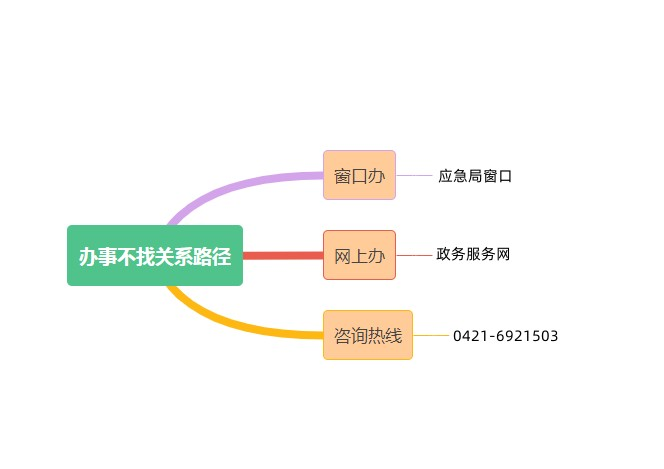 办事不找关系路径
窗口办
应急局窗口
网上办
政务服务网
咨询热线
0421-6921503